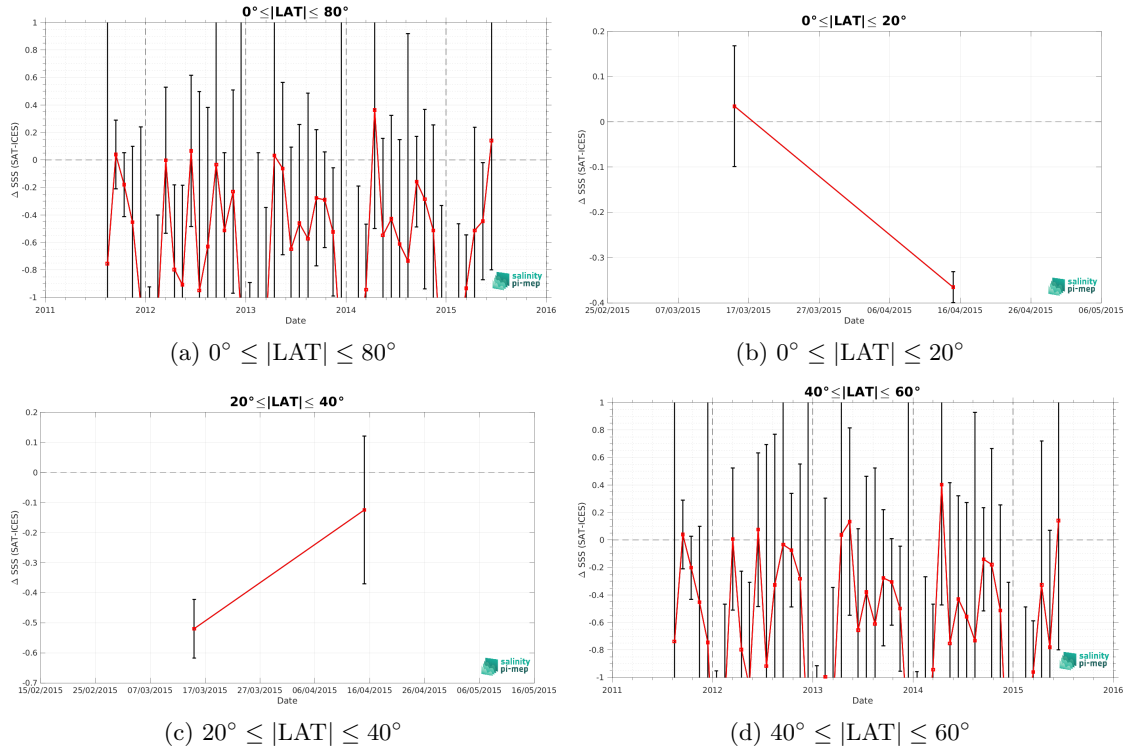 0°≤|LAT|≤ 80°
1
0.8
0.6
0.4
0.2
0
-0.2
-0.4
-0.6
-0.8
-1
Δ SSS (SAT-ICES)
2011
2012
2013
2014
2015
2016
Date
salinity
pi-mep
(a) 0° ≤ |LAT| ≤ 80°
0°≤|LAT|≤ 20°
0.2
0.1
0
-0.1
-0.2
-0.3
-0.4
Δ SSS (SAT-ICES)
25/02/2015
07/03/2015
17/03/2015
27/03/2015
06/04/2015
16/04/2015
26/04/2015
06/05/2015
Date
salinity
pi-mep
(b) 0° ≤ |LAT| ≤ 20°
20°≤|LAT|≤ 40°
0.2
0.1
0
-0.1
-0.2
-0.3
-0.4
-0.5
-0.6
-0.7
Δ SSS (SAT-ICES)
15/02/2015
25/02/2015
07/03/2015
17/03/2015
27/03/2015
06/04/2015
16/04/2015
26/04/2015
06/05/2015
16/05/2015
Date
salinity
pi-mep
(c) 20° ≤ |LAT| ≤ 40°
40°≤|LAT|≤ 60°
1
0.8
0.6
0.4
0.2
0
-0.2
-0.4
-0.6
-0.8
-1
Δ SSS (SAT-ICES)
2011
2012
2013
2014
2015
2016
Date
salinity
pi-mep
(d) 40° ≤ |LAT| ≤ 60°